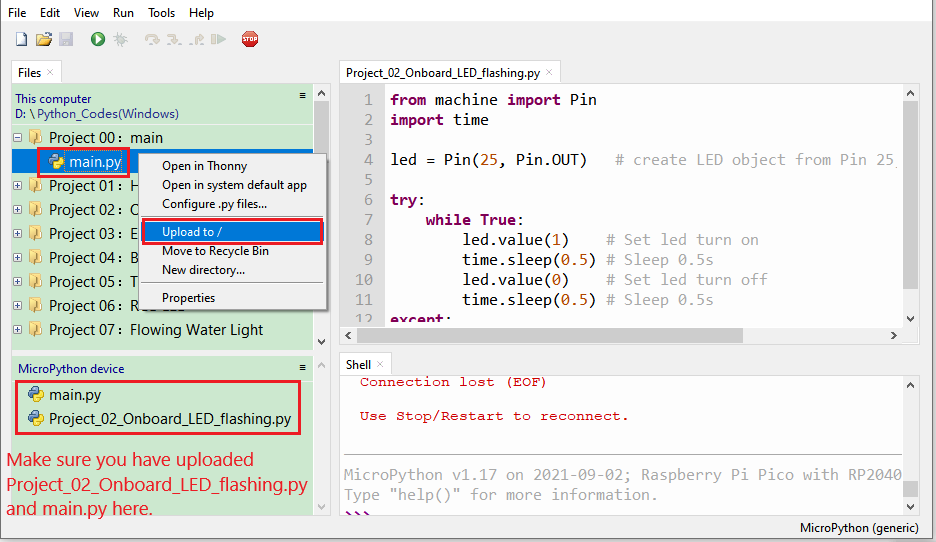 File Edit View Run Tools Help
STOP
Files
This computer
D: \ Python_Codes(Windows)
Project 00：main
main.py
Project 01：H
Project 02：
Project 03：E
Project 04：B
Project 05：T
Project 06：
Project 07：Flowing Water Light
Open in Thonny
Open in system default app
Configure .py files...
Upload to /
Move to Recycle Bin
New directory...
Properties
MicroPython device
main.py
Project_02_Onboard_LED_flashing.py
Make sure you have uploaded
Project_02_Onboard_LED_flashing.py
and main.py here.
Project_02_Onboard_LED_flashing.py
1 from machine import Pin
2 import time
3
4 led = Pin(25, Pin.OUT) # create LED object from Pin 25,
5
6 try:
7 while True:
8 led.value(1) # Set led turn on
9 time.sleep(0.5) # Sleep 0.5s
10 led.value(0) # Set led turn off
11 time.sleep(0.5) # Sleep 0.5s
12 except:
Shell
Connection lost (EOF)
Use Stop/Restart to reconnect.
MicroPython v1.17 on 2021-09-02; Raspberry Pi Pico with RP2040
Type "help()" for more information.
>>>
MicroPython (generic)